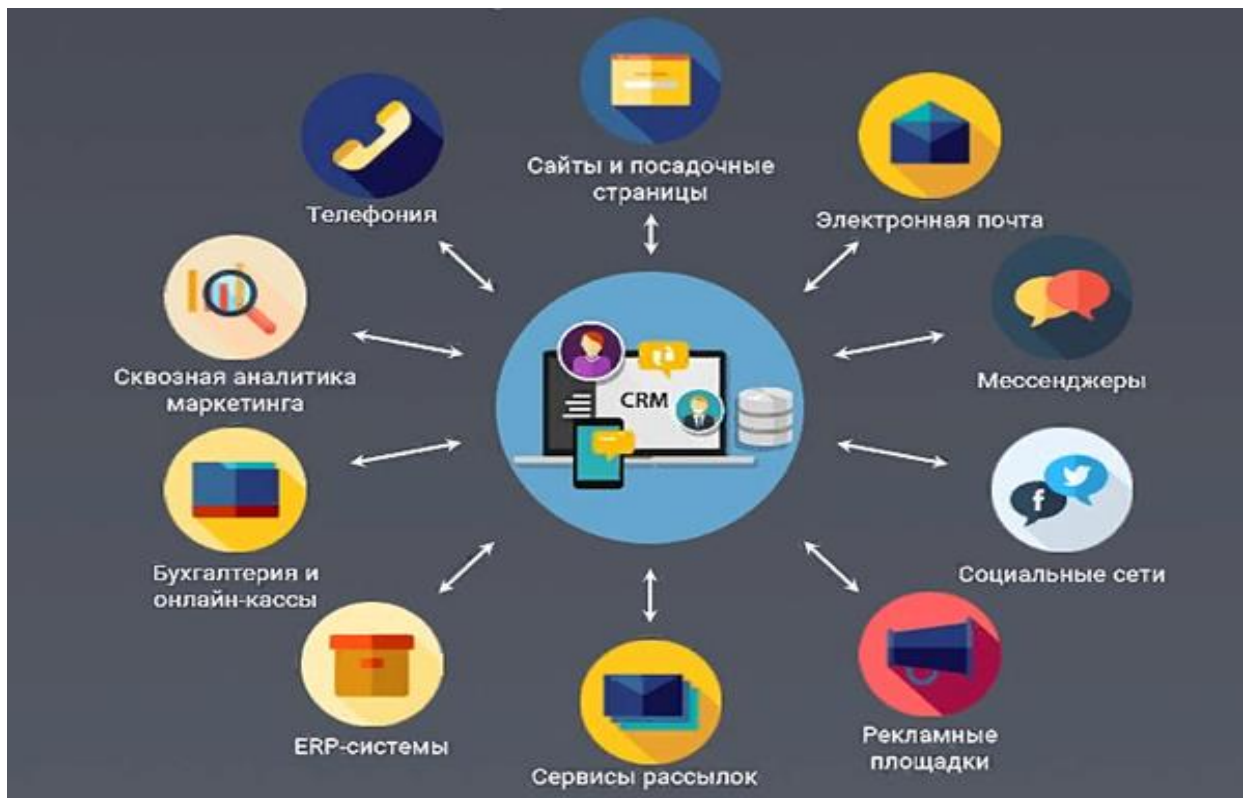 Сайты и посадочные
страницы
Электронная почта
Мессенджеры
Социальные сети
Рекламные
площадки
Сервисы рассылок
ERP-системы
Бухгалтерия и
онлайн-кассы
Сквозная аналитика
маркетинга
Телефония
CRM
f